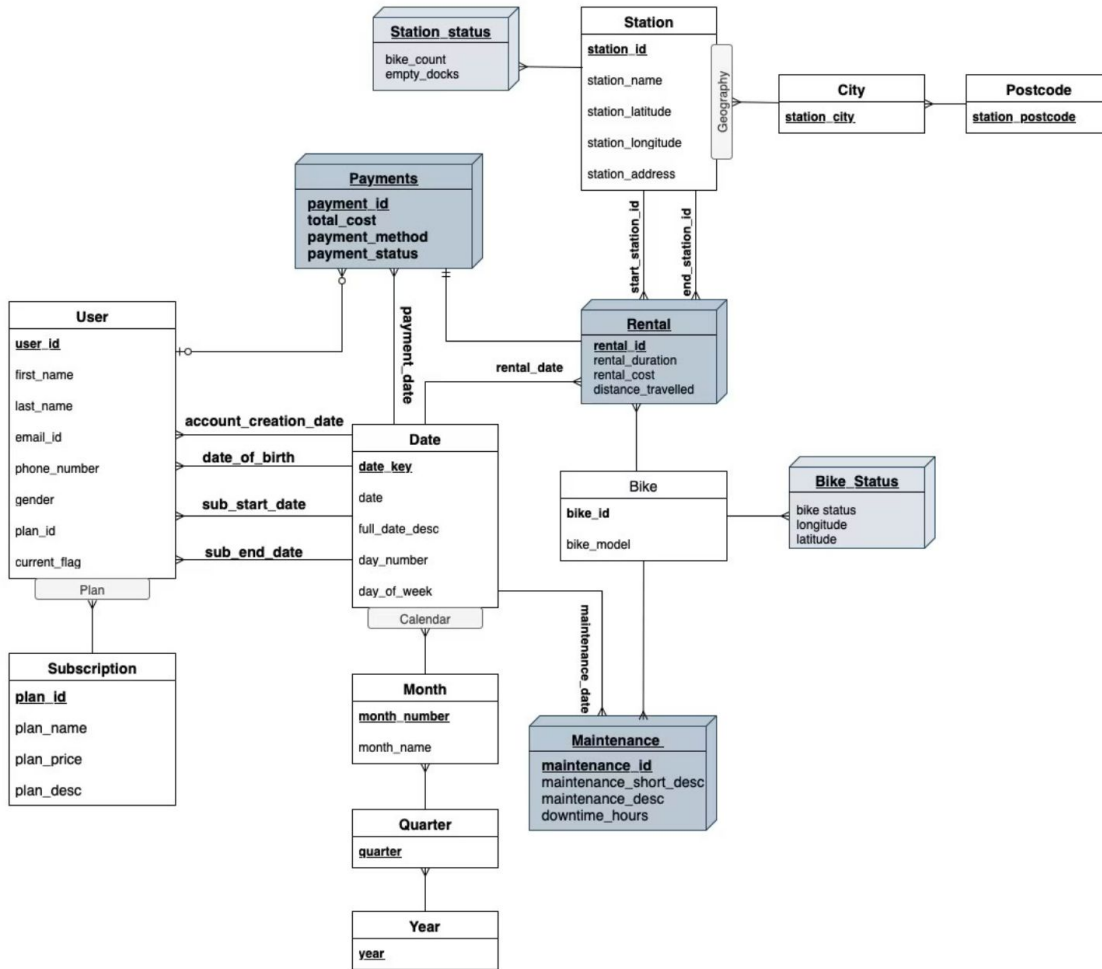 Station_status
bike_count
empty_docks
Station
station_id
station_name
station_latitude
station_longitude
station_address
Geography
City
station_city
Postcode
station_postcode
Payments
payment_id
total_cost
payment_method
payment_status
start_station_id
end_station_id
User
user_id
first_name
last_name
email_id
phone_number
gender
plan_id
current_flag
Plan
payment_date
rental_date
Rental
rental_id
rental_duration
rental_cost
distance_travelled
account_creation_date
date_of_birth
sub_start_date
sub_end_date
Date
date_key
date
full_date_desc
day_number
day_of_week
Calendar
Bike
bike_id
bike_model
Bike_Status
bike status
longitude
latitude
maintenance_date
Subscription
plan_id
plan_name
plan_price
plan_desc
Month
month_number
month_name
Maintenance
maintenance_id
maintenance_short_desc
maintenance_desc
downtime_hours
Quarter
quarter
Year
year